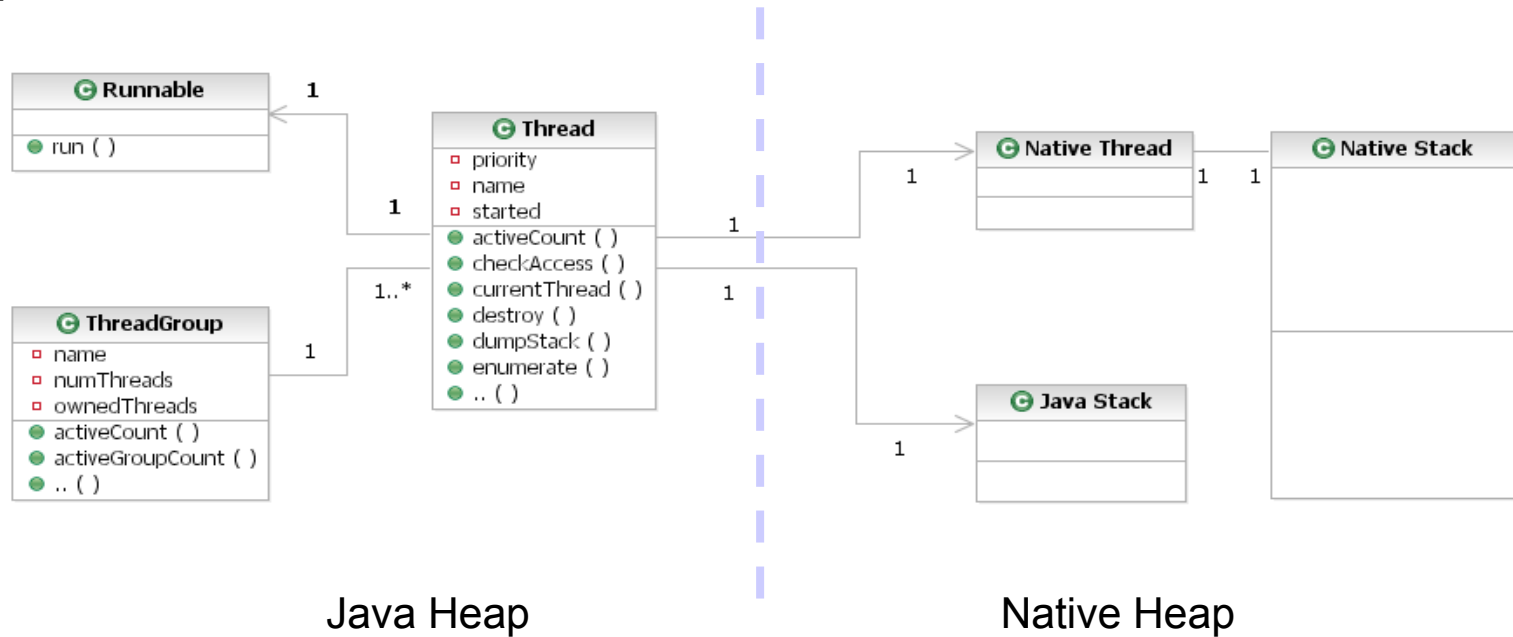 Runnable
run ( )
1
1
Thread
priority
name
started
activeCount ( )
checkAccess ( )
currentThread ( )
destroy ( )
dumpStack ( )
enumerate ( )
.. ( )
1..*
1
ThreadGroup
name
numThreads
ownedThreads
activeCount ( )
activeGroupCount ( )
.. ( )
1
1
Native Thread
1
1
Native Stack
1
1
Java Stack
Java Heap
Native Heap